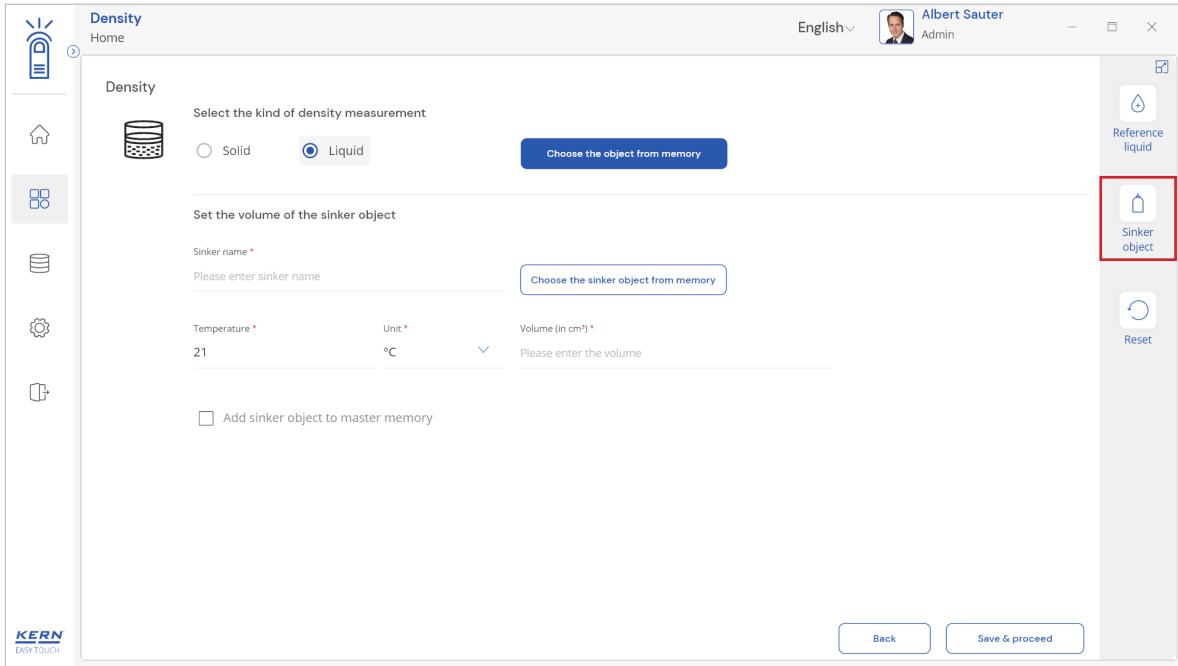 Density
Home
English
Albert Sauter
Admin
Density
Select the kind of density measurement
Solid
Liquid
Choose the object from memory
Set the volume of the sinker object
Sinker name *
Please enter sinker name
Choose the sinker object from memory
Temperature *
Unit *
Volume (in cm³) *
21
°C
Please enter the volume
Add sinker object to master memory
Back
Save & proceed
Reference
liquid
Sinker
object
Reset
KERN
EASY TOUCH